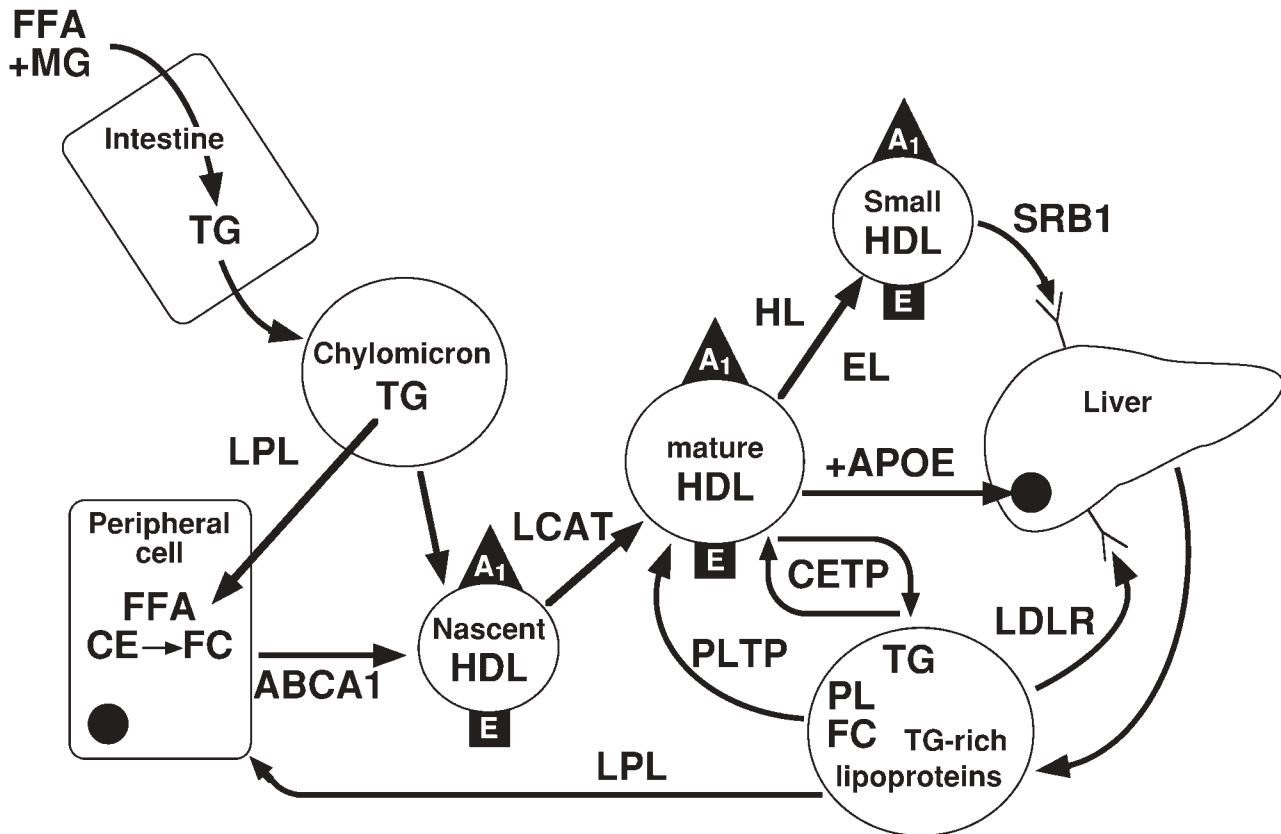 FFA
+MG
Intestine
TG
Chylomicron
TG
LPL
Peripheral
cell
FFA
CE→FC
ABCA1
A1
Nascent
HDL
E
LCAT
A1
mature
HDL
E
HL
EL
A1
Small
HDL
E
SRB1
Liver
+APOE
CETP
PLTP
LDLR
TG
PL
FC
TG-rich
lipoproteins
LPL